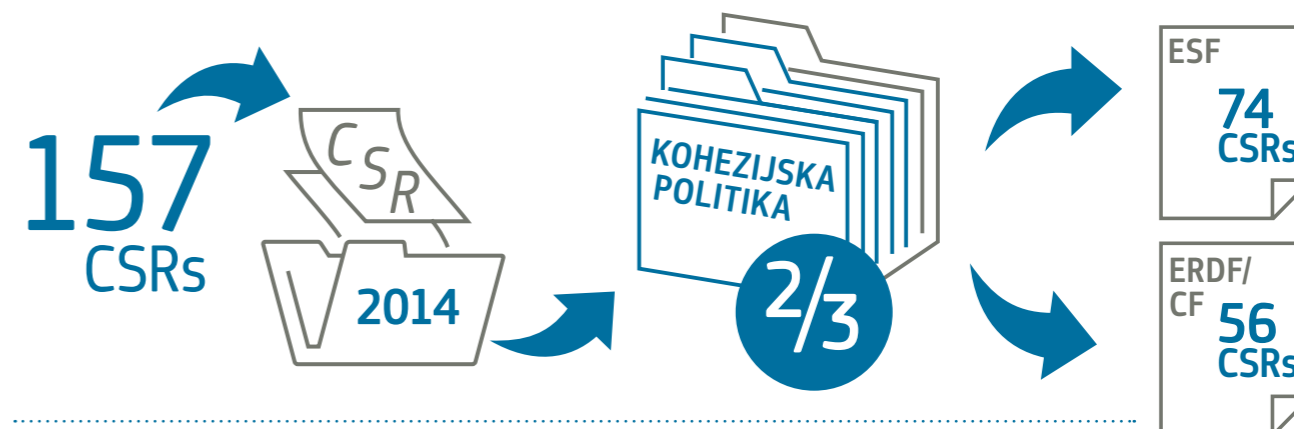 157
CSRs
CSR
2014
KOHEZIJSKA
POLITIKA
2/3
ESF
74
CSRs
ERDF/
CF
56
CSRs